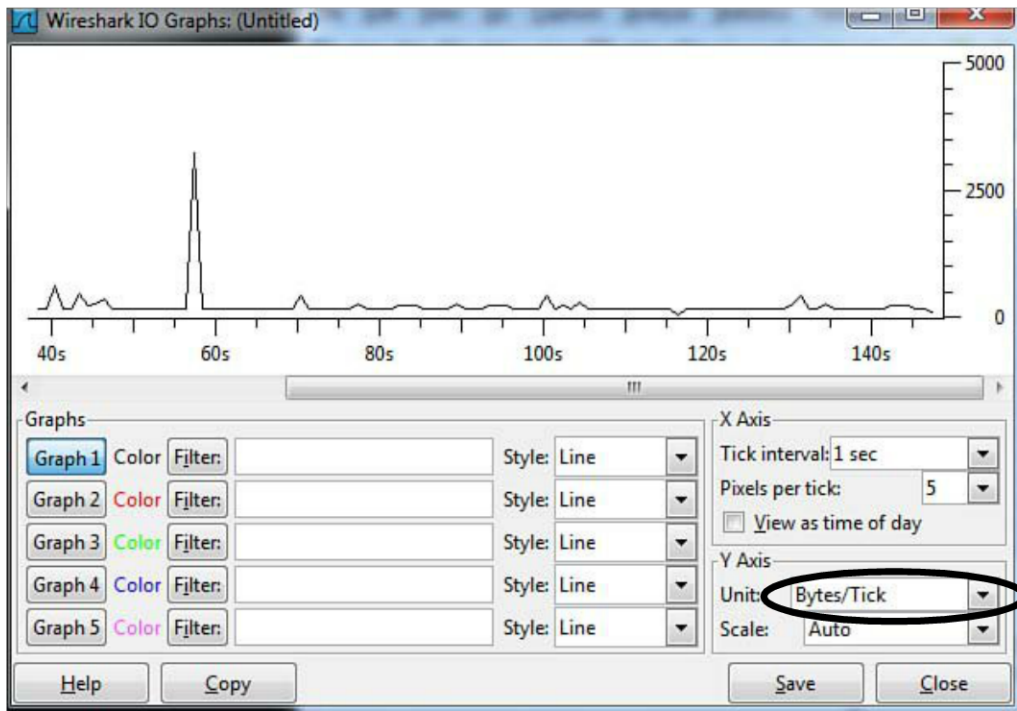 Wireshark IO Graphs: (Untitled)
5000
2500
0
40s 60s 80s 100s 120s 140s
Graphs
Graph 1 Color Filter: Style: Line
Graph 2 Color Filter: Style: Line
Graph 3 Color Filter: Style: Line
Graph 4 Color Filter: Style: Line
Graph 5 Color Filter: Style: Line
X Axis
Tick interval: 1 sec
Pixels per tick: 5
View as time of day
Y Axis
Unit: Bytes/Tick
Scale: Auto
Help Copy Save Close